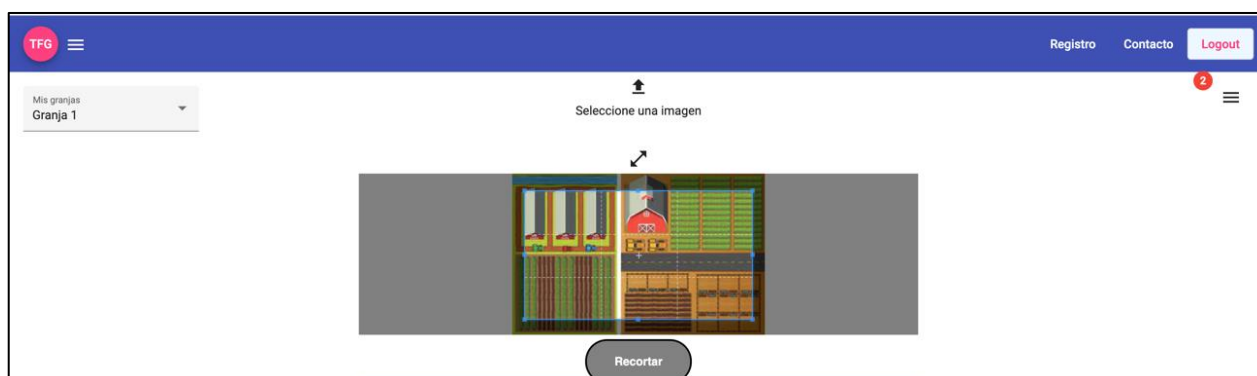 TFG
Registro
Contacto
Logout
2
Mis granjas
Granja 1
Seleccione una imagen
Recortar